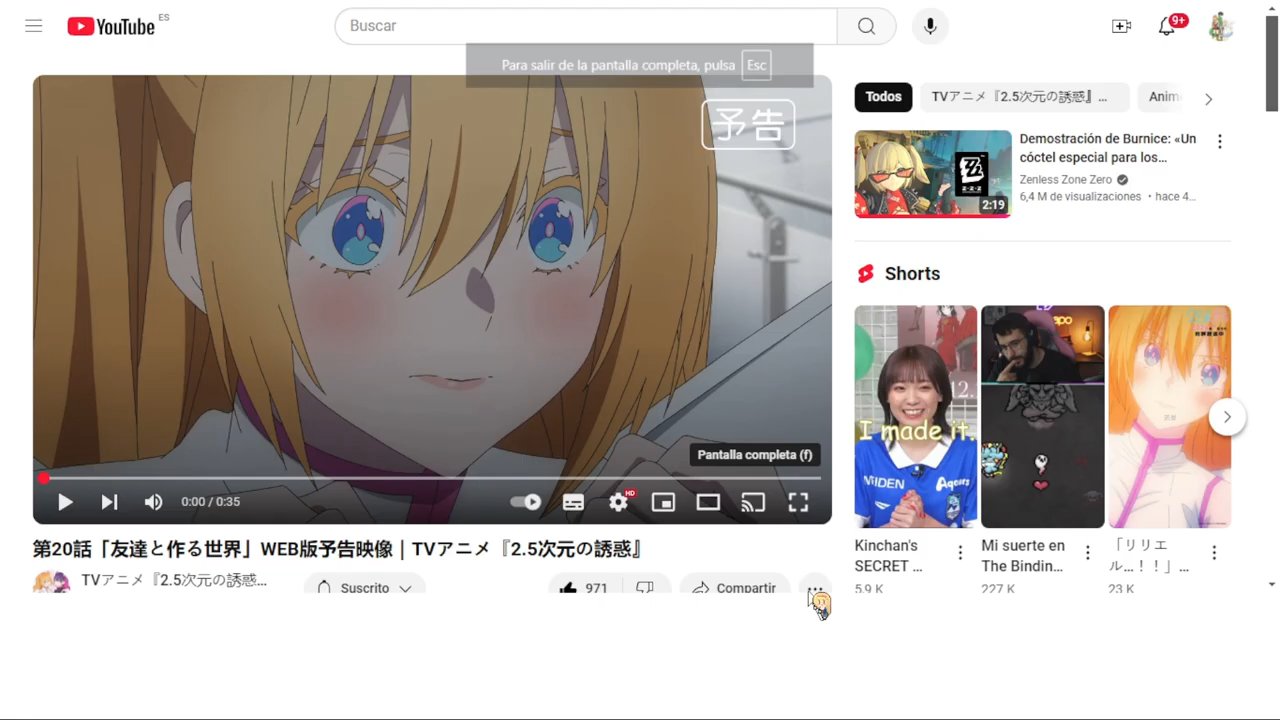 YouTube ES
Buscar
9+
Para salir de la pantalla completa, pulsa Esc
予告
Pantalla completa (f)
0:00 / 0:35
HD
第20話「友達と作る世界」WEB版予告映像｜TVアニメ『2.5次元の誘惑』
TVアニメ『2.5次元の誘惑...
Suscrito
971
Compartir
Todos
TVアニメ『2.5次元の誘惑』...
Anim
2:19
Demostración de Burnice: «Un
cóctel especial para los...
Zenless Zone Zero
6,4 M de visualizaciones • hace 4...
Shorts
12.
I made it.
MAIDEN
Aqours
Kinchan's
SECRET ...
5.9 K
Mi suerte en
The Bindin...
227 K
「リリエ
ル...！！」...
23 K